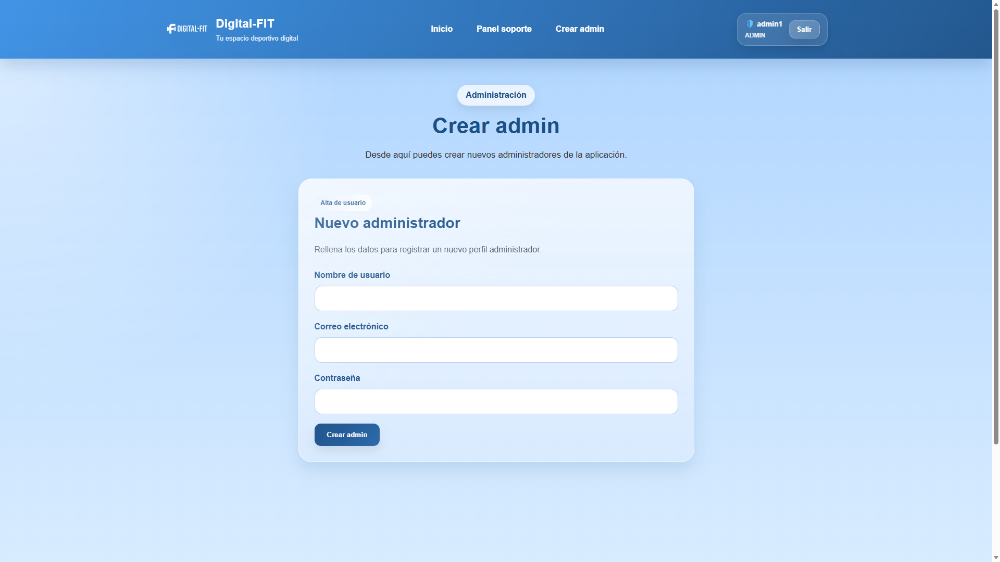 DIGITAL-FIT
Digital-FIT
Tu espacio deportivo digital
Inicio
Panel soporte
Crear admin
admin1
ADMIN
Salir
Administración
Crear admin
Desde aquí puedes crear nuevos administradores de la aplicación.
Alta de usuario
Nuevo administrador
Rellena los datos para registrar un nuevo perfil administrador.
Nombre de usuario
Correo electrónico
Contraseña
Crear admin